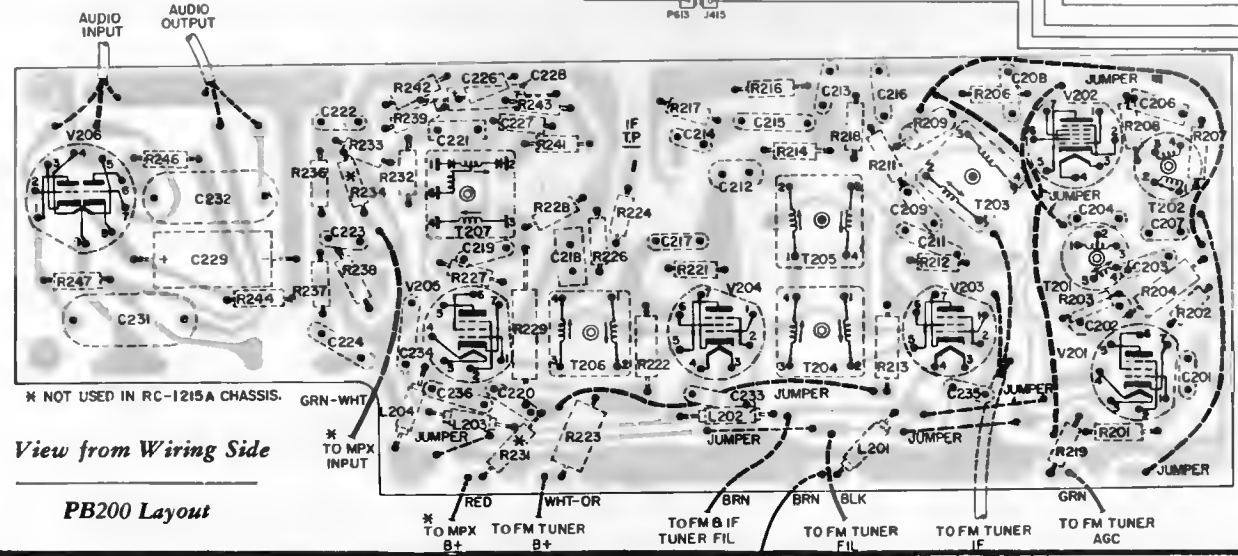 P613 J415
AUDIO INPUT
AUDIO OUTPUT
V206
R246
C232
C229
R247
R244
C231
C222
R236
R233
R234
C223
R238
R237
C224
R242
R239
C226
C228
R243
C227
C221
R241
R232
T207
C219
R227
V205
R229
R228
C218
R226
R224
IF T.P.
T206
R222
C234
C236
C220
L204
L203
JUMPER
R231
R223
R217
C214
R216
C215
R214
C212
C213
R218
C216
R211
R209
C217
R221
V204
T205
T204
R213
C233
L202
JUMPER
JUMPER
L201
C209
C211
R212
V203
T203
C235
JUMPER
JUMPER
C208
R206
JUMPER
V202
C206
R208
R207
T202
C207
JUMPER
C204
T201
C203
R203
R204
C202
R202
V201
C201
R201
R219
JUMPER
* NOT USED IN RC-1215A CHASSIS.
GRN-WHT
* TO MPX INPUT
RED
* TO MPX B+
WHT-OR
TO FM TUNER B+
BRN
TO FM & IF TUNER FIL
BRN
BLK
TO FM TUNER FIL
TO FM TUNER IF
GRN
TO FM TUNER AGC
View from Wiring Side
PB200 Layout